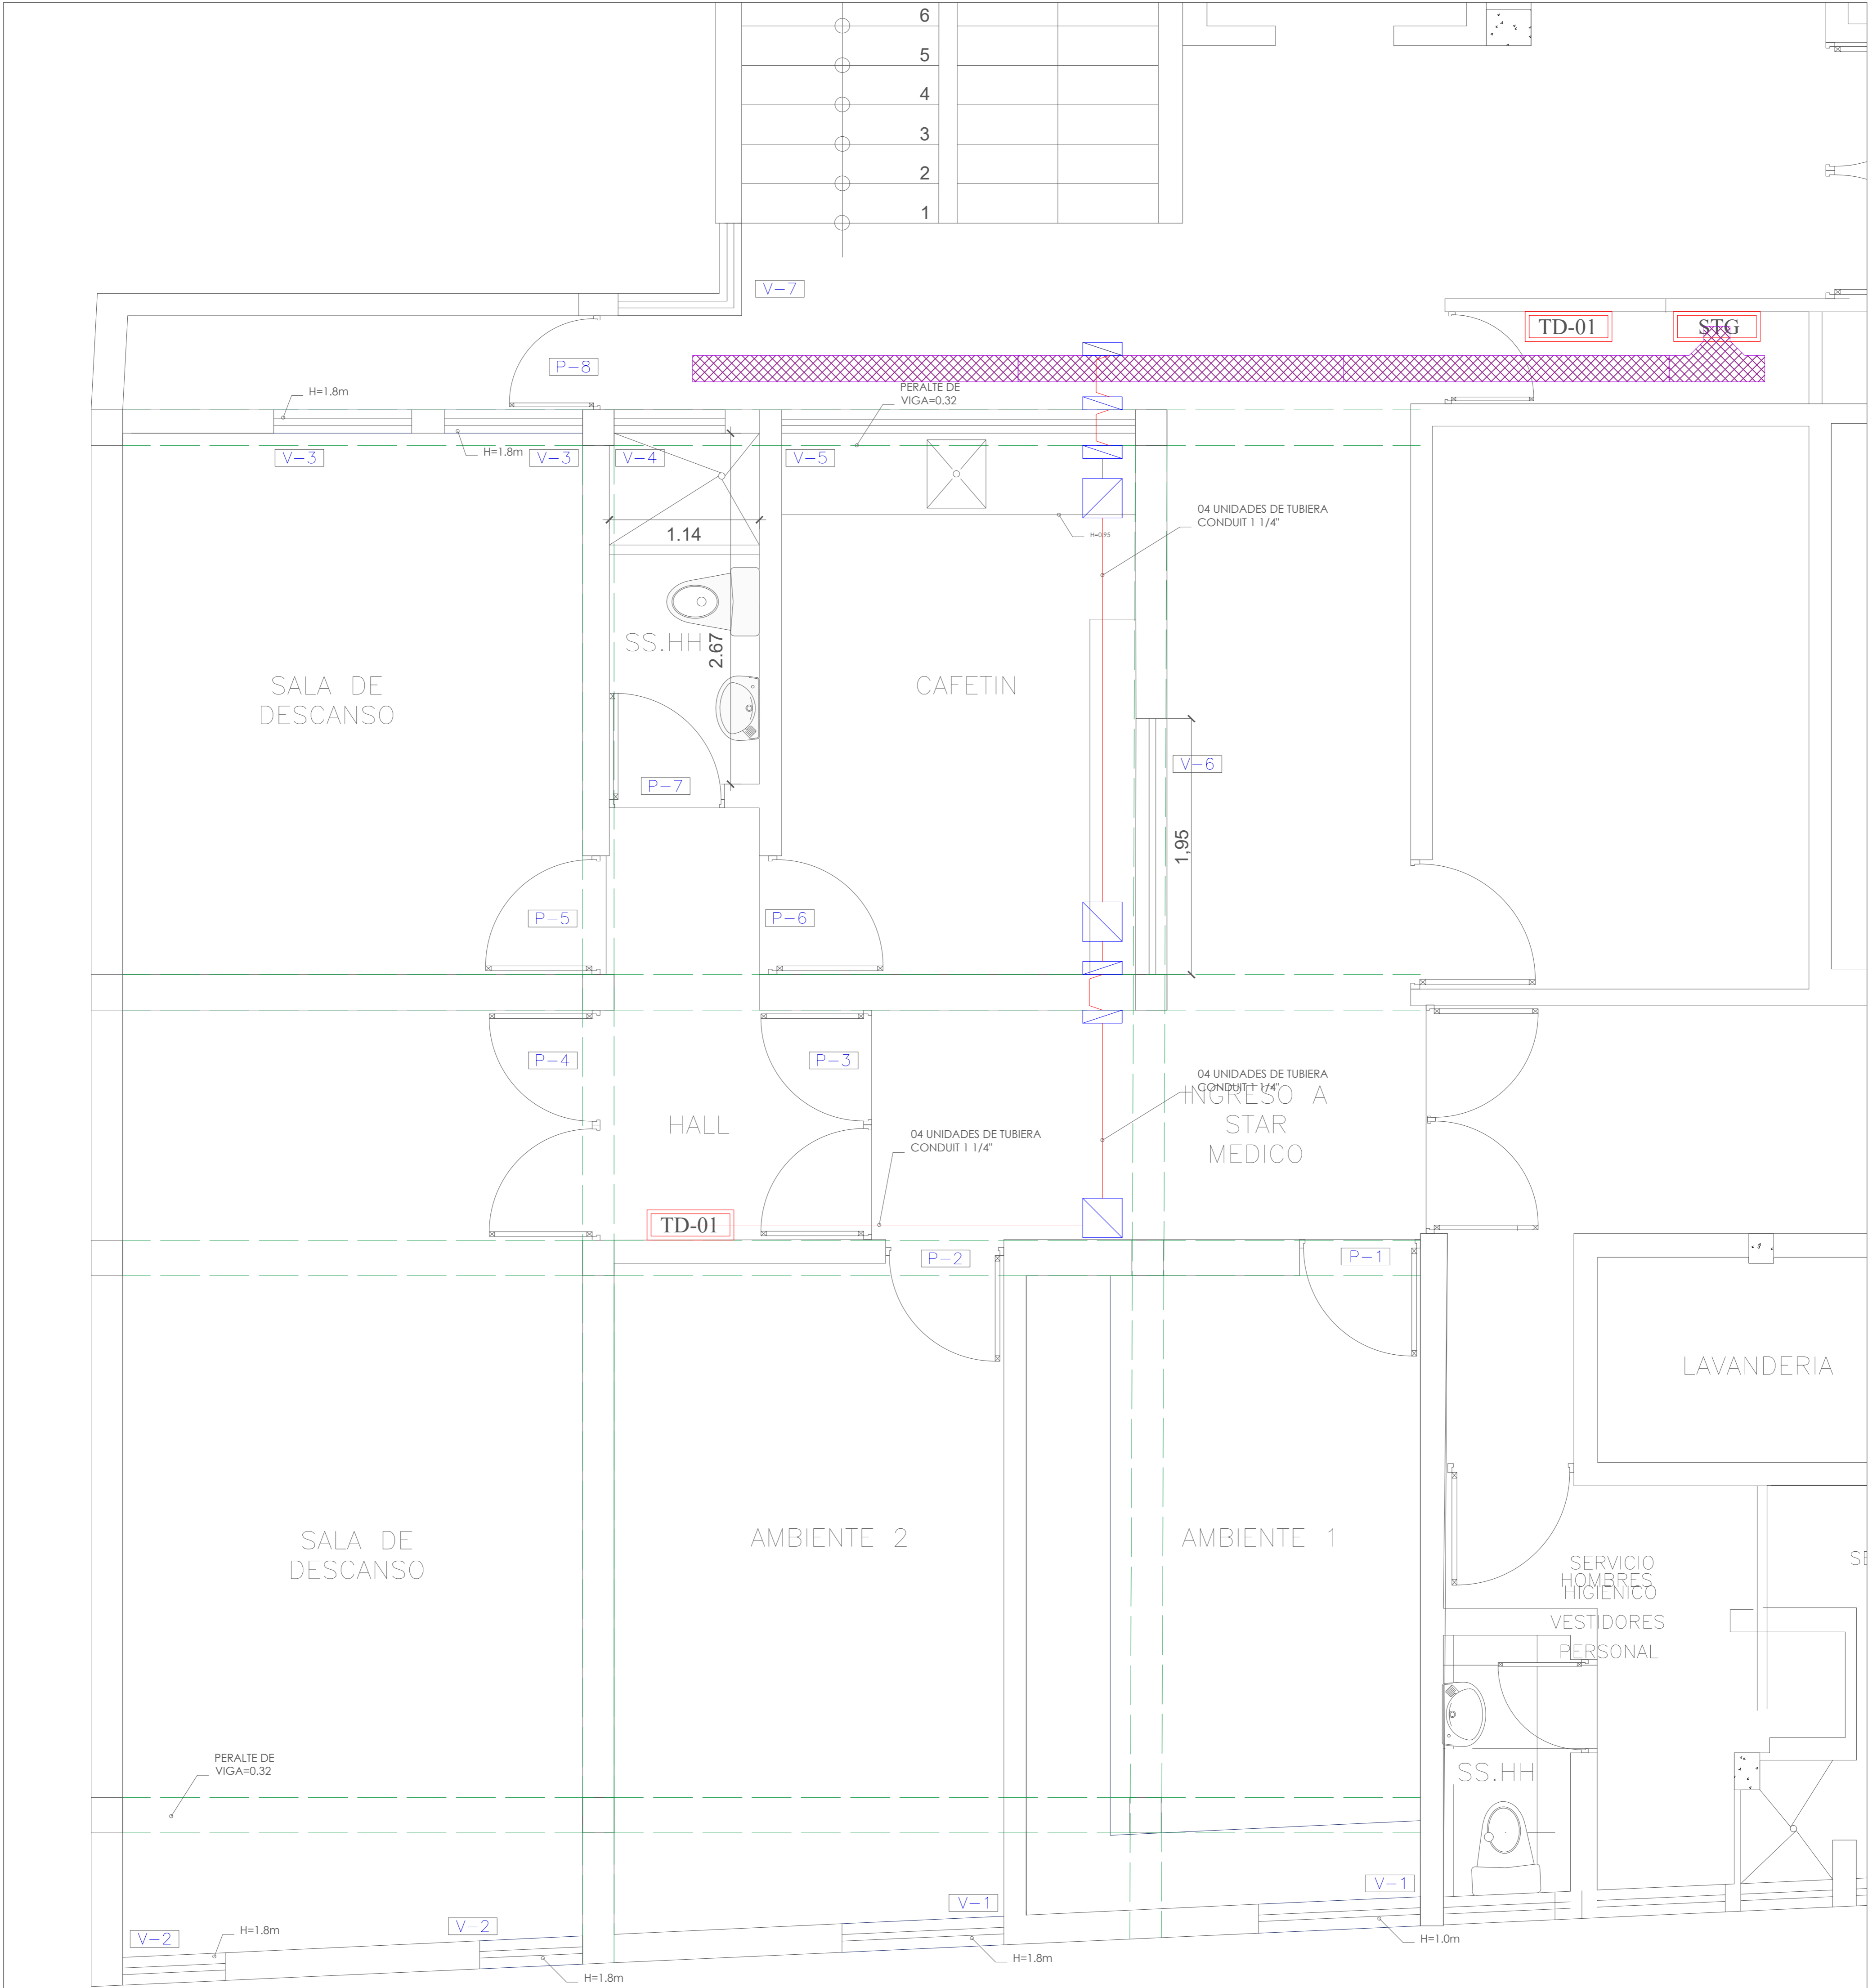 6
5
4
3
2
1
V-7
TD-01
STG
P-8
H=1.8m
PERALTE DE
VIGA=0.32
H=1.8m
V-3
V-3
V-4
V-5
04 UNIDADES DE TUBIERA
CONDUIT 1 1/4"
1.14
H=0.95
SS.HH
2.67
SALA DE
DESCANSO
CAFETIN
P-7
V-6
1,95
P-5
P-6
P-4
P-3
04 UNIDADES DE TUBIERA
CONDUIT 1 1/4"
INGRESO A
STAR
MEDICO
HALL
04 UNIDADES DE TUBIERA
CONDUIT 1 1/4"
TD-01
P-2
P-1
LAVANDERIA
SALA DE
DESCANSO
AMBIENTE 2
AMBIENTE 1
SERVICIO
HOMBRES
HIGIENICO
VESTIDORES
PERSONAL
SE
PERALTE DE
VIGA=0.32
SS.HH
V-1
V-1
V-2
V-2
H=1.8m
H=1.0m
H=1.8m
H=1.8m